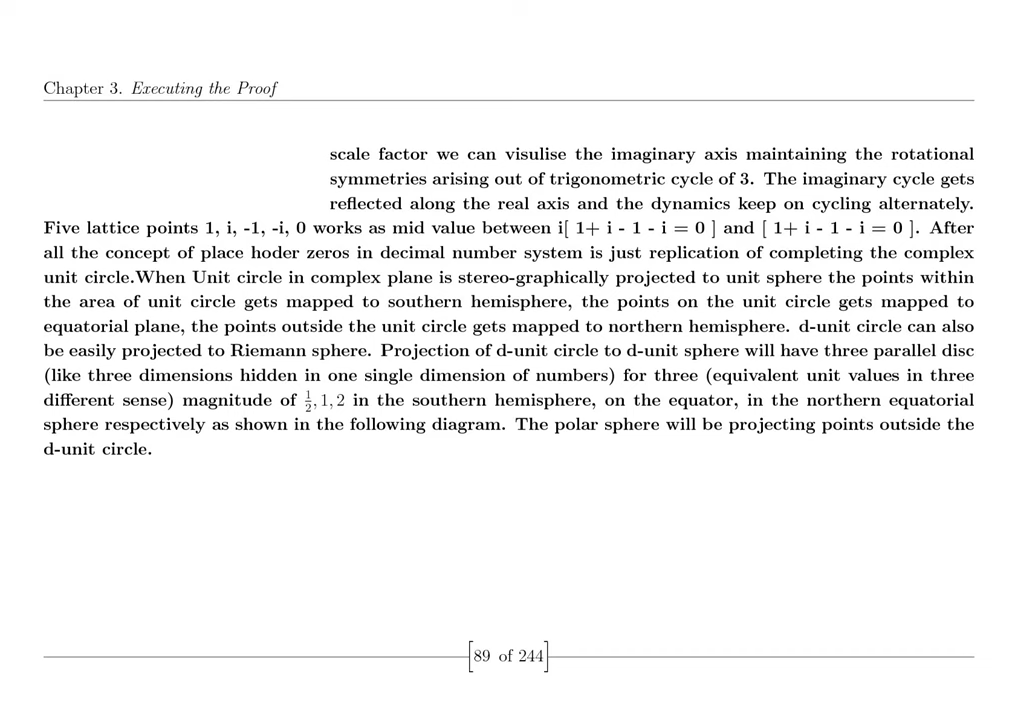 Chapter 3. Executing the Proof
scale factor we can visulise the imaginary axis maintaining the rotational
symmetries arising out of trigonometric cycle of 3. The imaginary cycle gets
reflected along the real axis and the dynamics keep on cycling alternately.
Five lattice points 1, i, -1, -i, 0 works as mid value between i[ 1+ i - 1 - i = 0 ] and [ 1+ i - 1 - i = 0 ]. After
all the concept of place hoder zeros in decimal number system is just replication of completing the complex
unit circle.When Unit circle in complex plane is stereo-graphically projected to unit sphere the points within
the area of unit circle gets mapped to southern hemisphere, the points on the unit circle gets mapped to
equatorial plane, the points outside the unit circle gets mapped to northern hemisphere. d-unit circle can also
be easily projected to Riemann sphere. Projection of d-unit circle to d-unit sphere will have three parallel disc
(like three dimensions hidden in one single dimension of numbers) for three (equivalent unit values in three
different sense) magnitude of 1/2, 1, 2 in the southern hemisphere, on the equator, in the northern equatorial
sphere respectively as shown in the following diagram. The polar sphere will be projecting points outside the
d-unit circle.
[89 of 244]